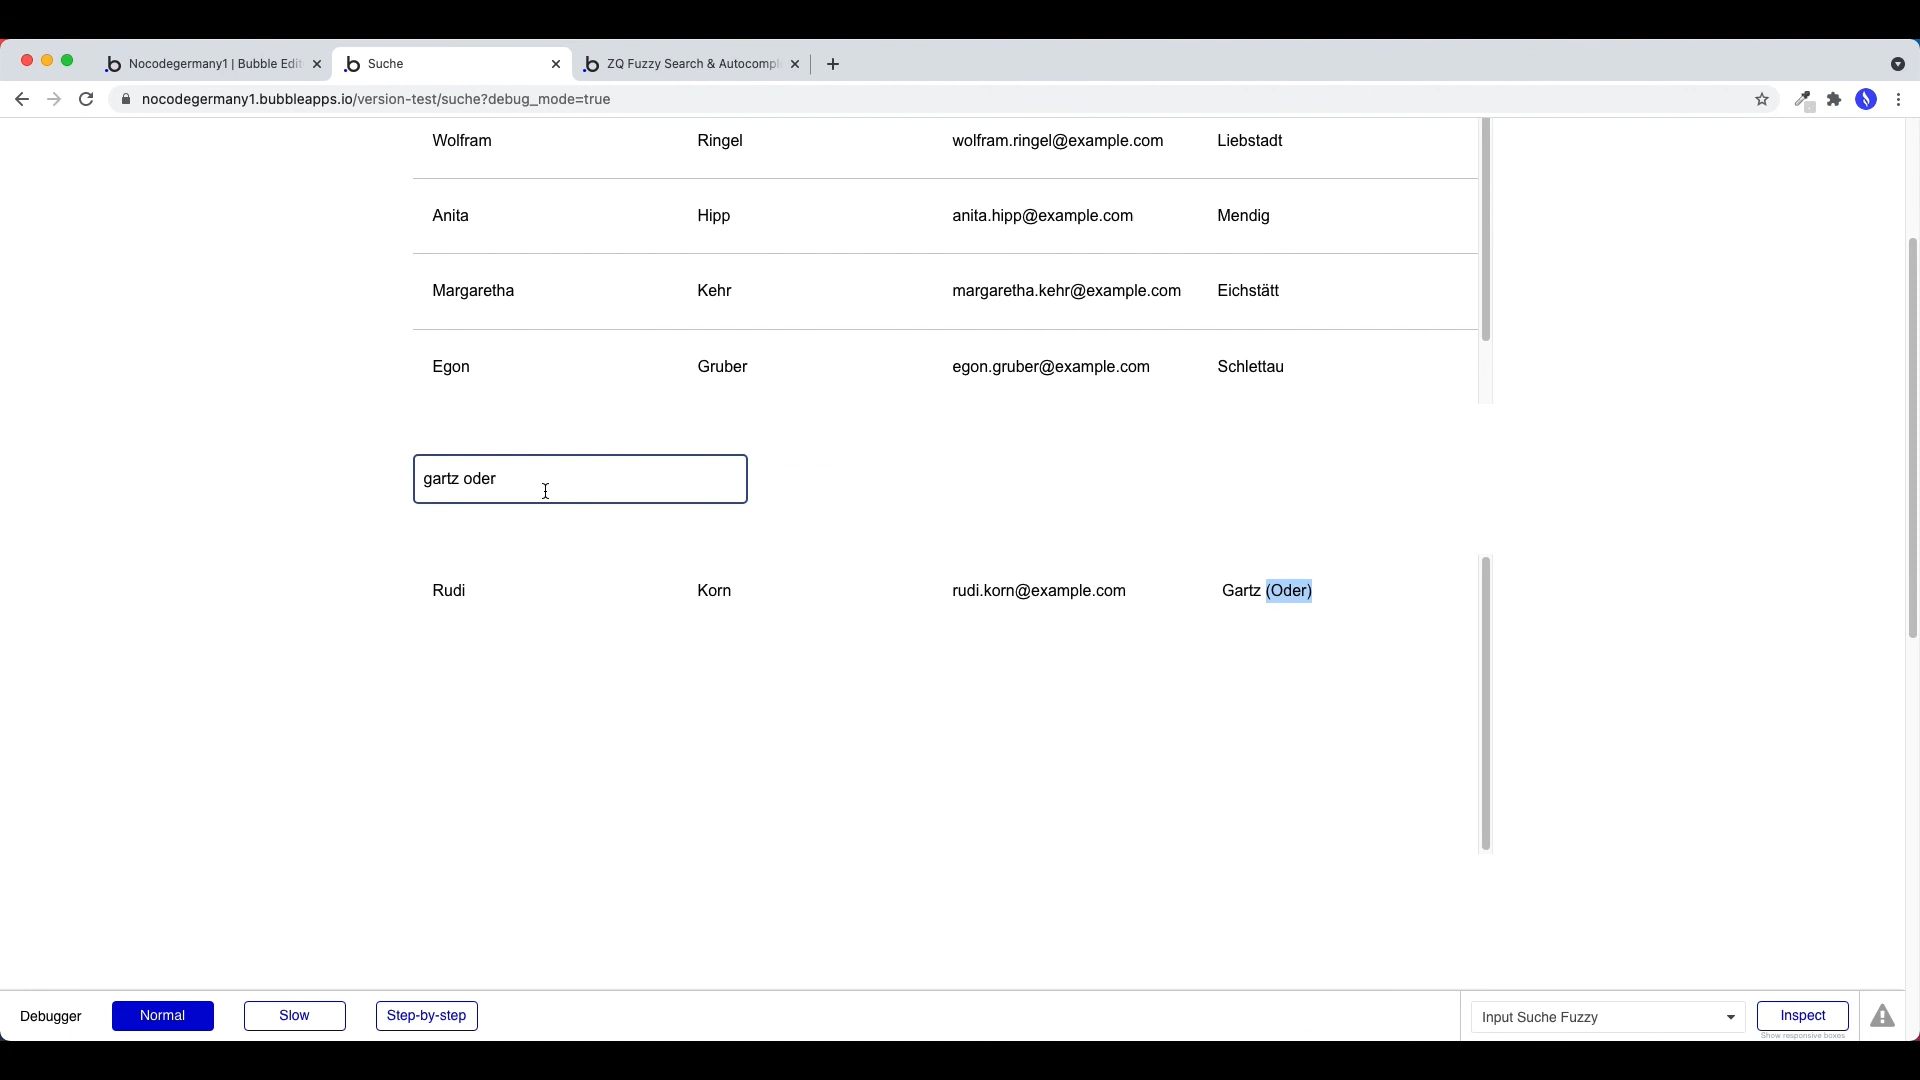 Nocodegermany1 | Bubble Edit
Suche
ZQ Fuzzy Search & Autocompl
nocodegermany1.bubbleapps.io/version-test/suche?debug_mode=true
Wolfram Ringel wolfram.ringel@example.com Liebstadt
Anita Hipp anita.hipp@example.com Mendig
Margaretha Kehr margaretha.kehr@example.com Eichstätt
Egon Gruber egon.gruber@example.com Schlettau
gartz oder
Rudi Korn rudi.korn@example.com Gartz (Oder)
Debugger Normal Slow Step-by-step Input Suche Fuzzy Inspect
Show responsive boxes